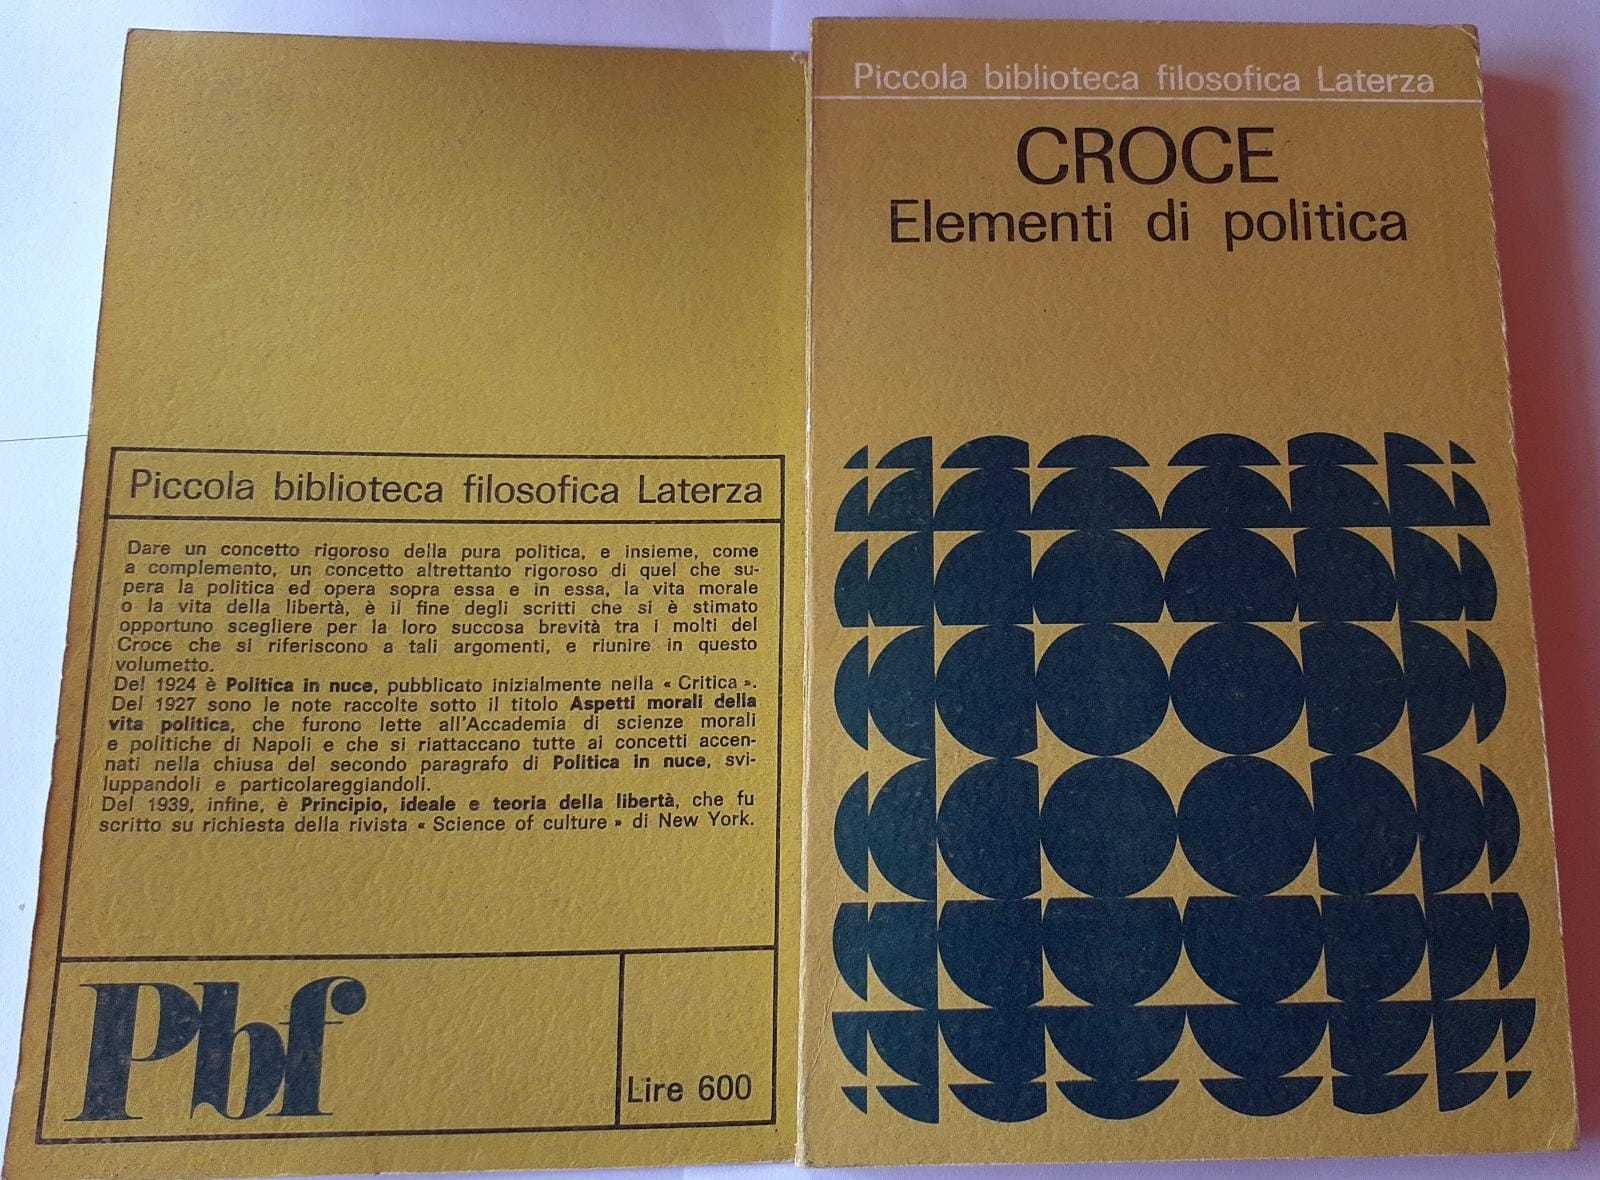 Piccola biblioteca filosofica Laterza
Dare un concetto rigoroso della pura politica, e insieme, come
a complemento, un concetto altrettanto rigoroso di quel che su-
pera la politica ed opera sopra essa e in essa, la vita morale
o la vita della libertà, è il fine degli scritti che si è stimato
opportuno scegliere per la loro succosa brevità tra i molti del
Croce che si riferiscono a tali argomenti, e riunire in questo
volumetto.
Del 1924 è Politica in nuce, pubblicato inizialmente nella « Critica ».
Del 1927 sono le note raccolte sotto il titolo Aspetti morali della
vita politica, che furono lette all'Accademia di scienze morali
e politiche di Napoli e che si riattaccano tutte ai concetti accen-
nati nella chiusa del secondo paragrafo di Politica in nuce, svi-
luppandoli e particolareggiandoli.
Del 1939, infine, è Principio, ideale e teoria della libertà, che fu
scritto su richiesta della rivista « Science of culture » di New York.
Pbf
Lire 600
Piccola biblioteca filosofica Laterza
CROCE
Elementi di politica